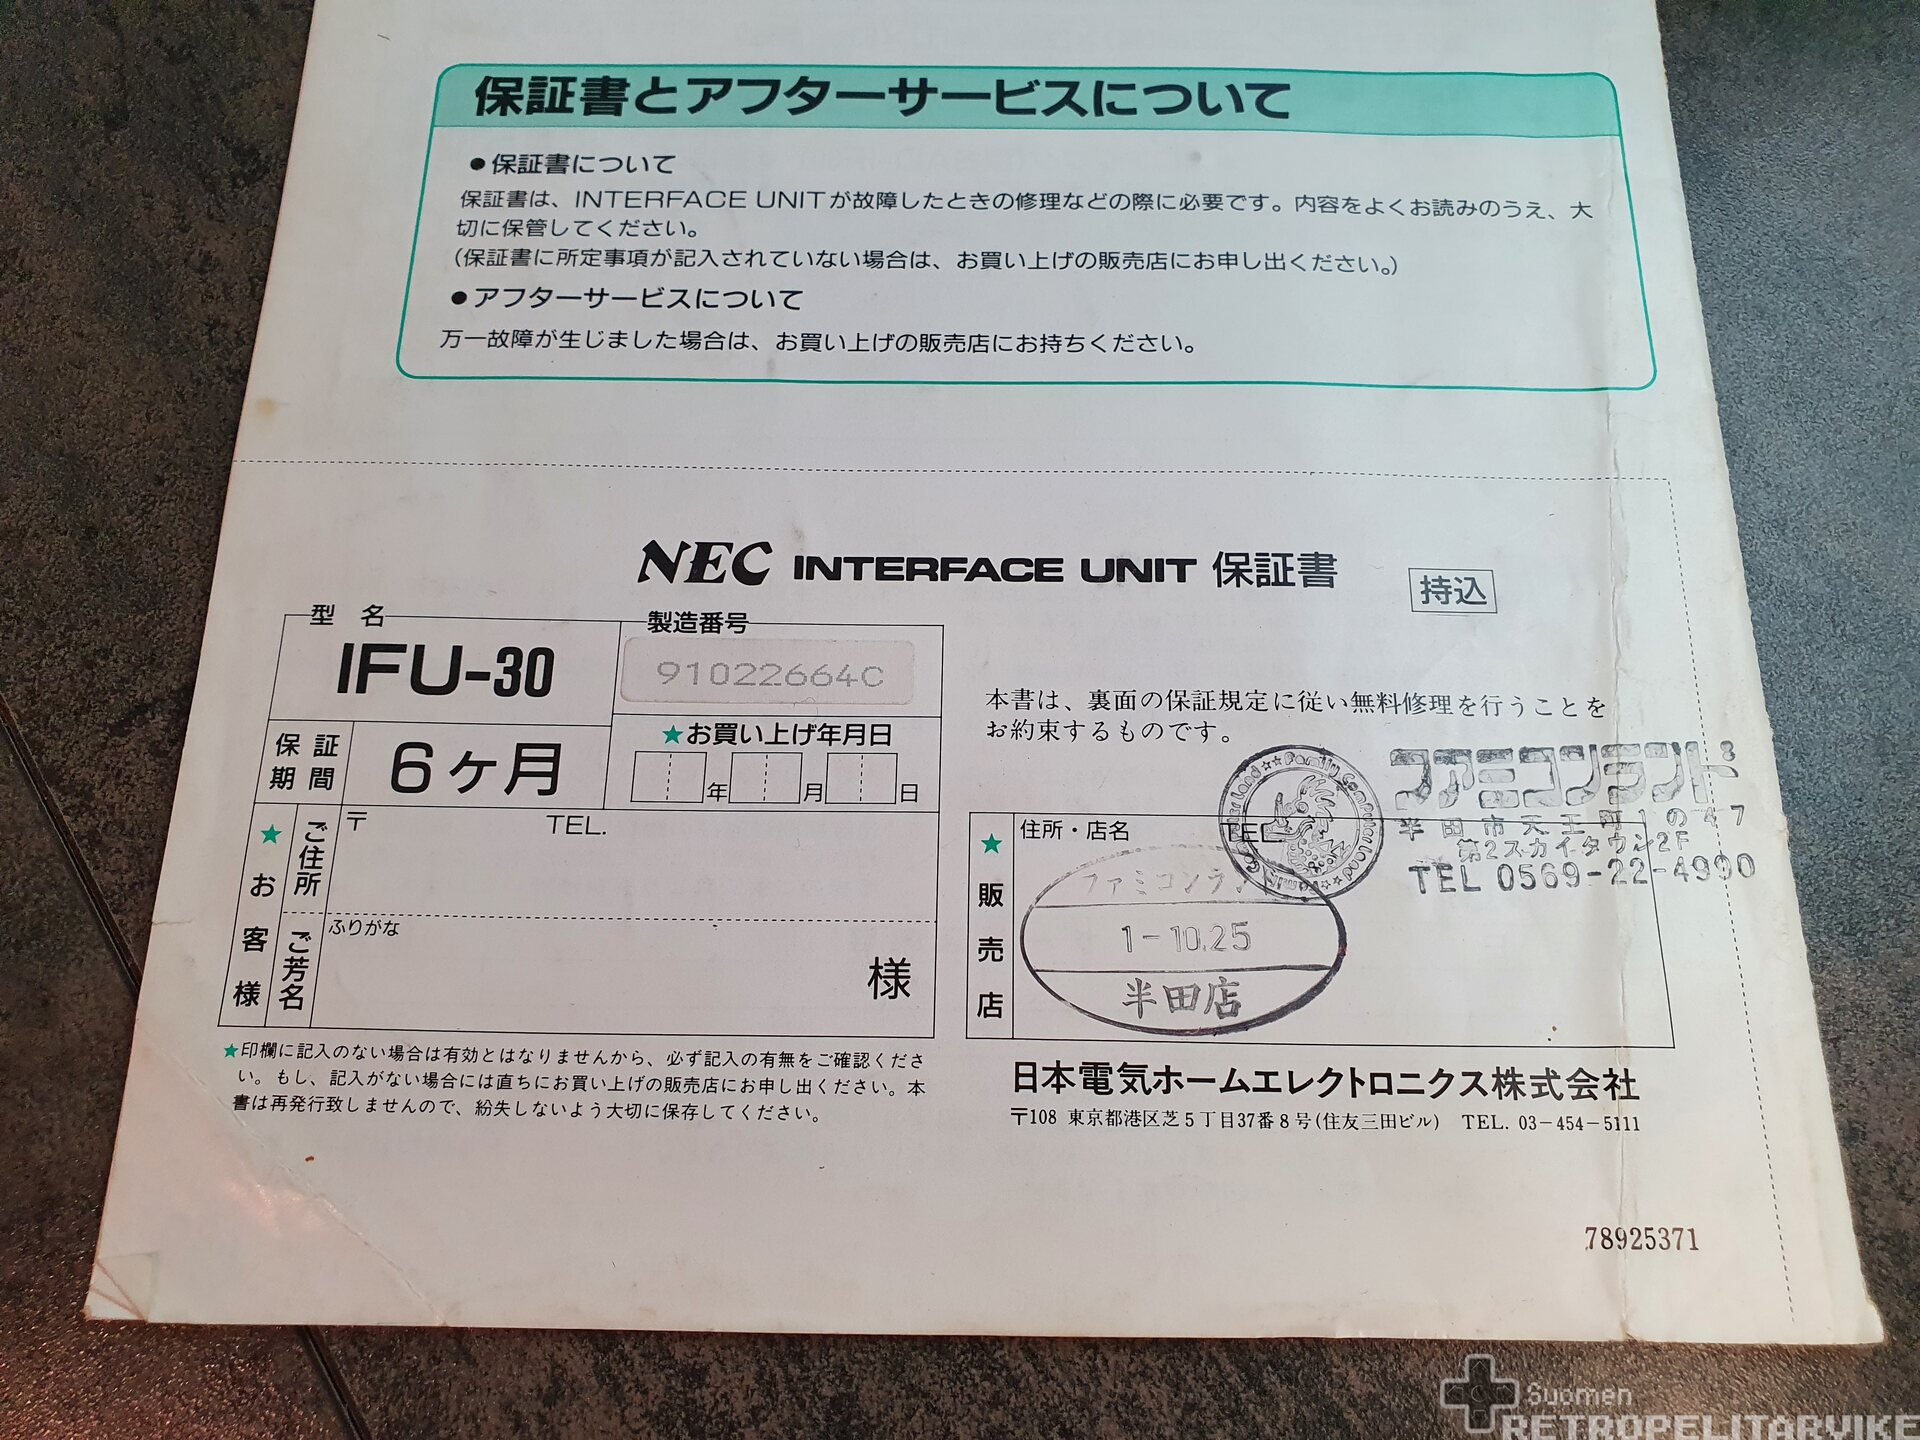 保証書とアフターサービスについて
●保証書について
保証書は、INTERFACE UNITが故障したときの修理などの際に必要です。内容をよくお読みのうえ、大
切に保管してください。
(保証書に所定事項が記入されていない場合は、お買い上げの販売店にお申し出ください。)
●アフターサービスについて
万一故障が生じました場合は、お買い上げの販売店にお持ちください。
NEC INTERFACE UNIT 保証書
持込
型 名
IFU-30
製造番号
91022664C
保証期間
6ヶ月
★お買い上げ年月日
年 月 日
本書は、裏面の保証規定に従い無料修理を行うことを
お約束するものです。
★お客様
ご住所
〒 TEL.
ご芳名
ふりがな
様
★販売店
住所・店名 TEL
Family Computer Land ☆☆ Family Computer Land ☆☆
ファミコンランド
半田市天王町1の47
第2スカイタウン2F
TEL 0569-22-4990
ファミコンラン
1-10.25
半田店
★印欄に記入のない場合は有効とはなりませんから、必ず記入の有無をご確認くださ
い。もし、記入がない場合には直ちにお買い上げの販売店にお申し出ください。本
書は再発行致しませんので、紛失しないよう大切に保存してください。
日本電気ホームエレクトロニクス株式会社
〒108 東京都港区芝5丁目37番8号(住友三田ビル) TEL. 03-454-5111
78925371
Suomen
RETROPELITARVIKE